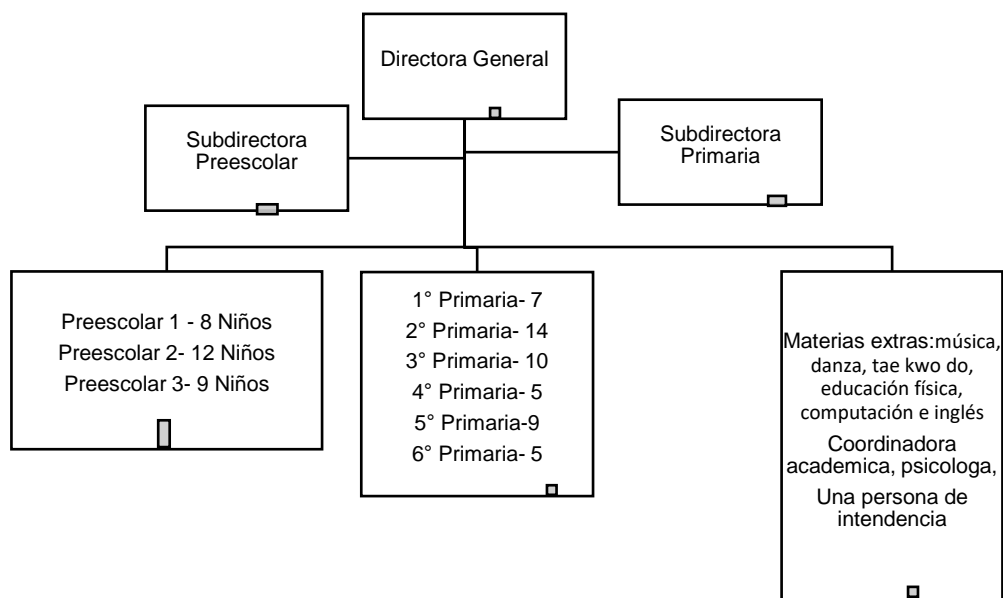 Directora General
Subdirectora
Preescolar
Subdirectora
Primaria
Preescolar 1 - 8 Niños
Preescolar 2- 12 Niños
Preescolar 3- 9 Niños
1° Primaria- 7
2° Primaria- 14
3° Primaria- 10
4° Primaria- 5
5° Primaria-9
6° Primaria- 5
Materias extras:música,
danza, tae kwo do,
educación física,
computación e inglés
Coordinadora
academica, psicologa,
Una persona de
intendencia